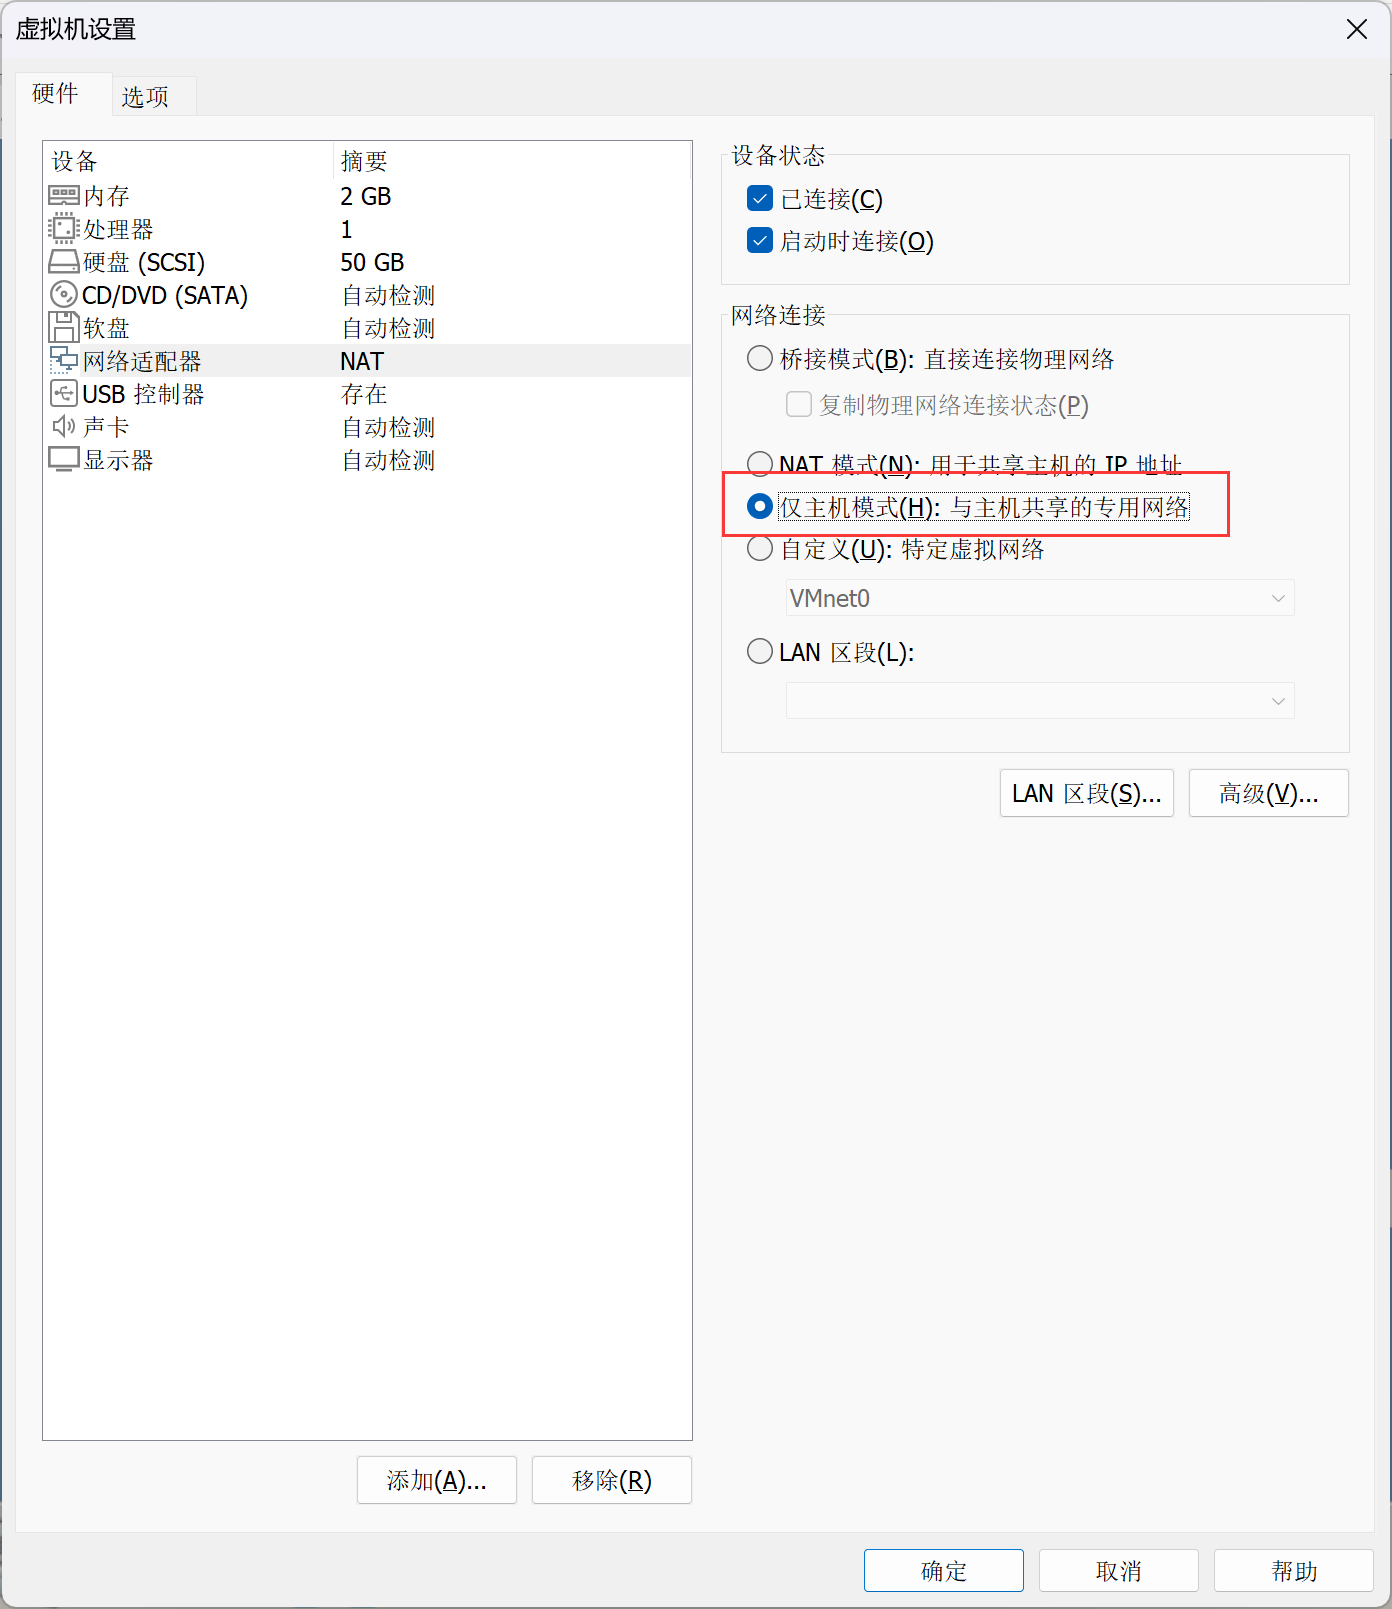 虚拟机设置
硬件
选项
设备 摘要
内存 2 GB
处理器 1
硬盘 (SCSI) 50 GB
CD/DVD (SATA) 自动检测
软盘 自动检测
网络适配器 NAT
USB 控制器 存在
声卡 自动检测
显示器 自动检测
添加(A)...
移除(R)
设备状态
已连接(C)
启动时连接(O)
网络连接
桥接模式(B): 直接连接物理网络
复制物理网络连接状态(P)
NAT 模式(N): 用于共享主机的 IP 地址
仅主机模式(H): 与主机共享的专用网络
自定义(U): 特定虚拟网络
VMnet0
LAN 区段(L):
LAN 区段(S)...
高级(V)...
确定
取消
帮助